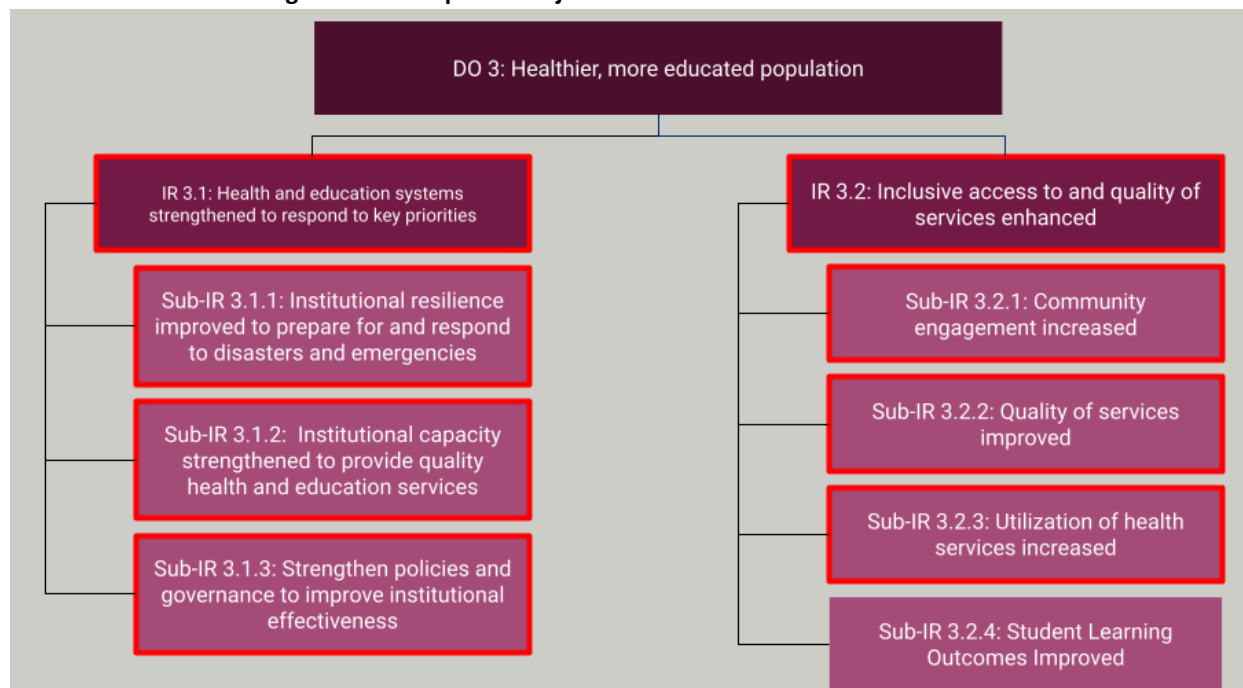 DO 3: Healthier, more educated population
IR 3.1: Health and education systems
strengthened to respond to key priorities
Sub-IR 3.1.1: Institutional resilience
improved to prepare for and respond
to disasters and emergencies
Sub-IR 3.1.2:  Institutional capacity
strengthened to provide quality
health and education services
Sub-IR 3.1.3: Strengthen policies and
governance to improve institutional
effectiveness
IR 3.2: Inclusive access to and quality of
services enhanced
Sub-IR 3.2.1: Community
engagement increased
Sub-IR 3.2.2: Quality of services
improved
Sub-IR 3.2.3: Utilization of health
services increased
Sub-IR 3.2.4: Student Learning
Outcomes Improved